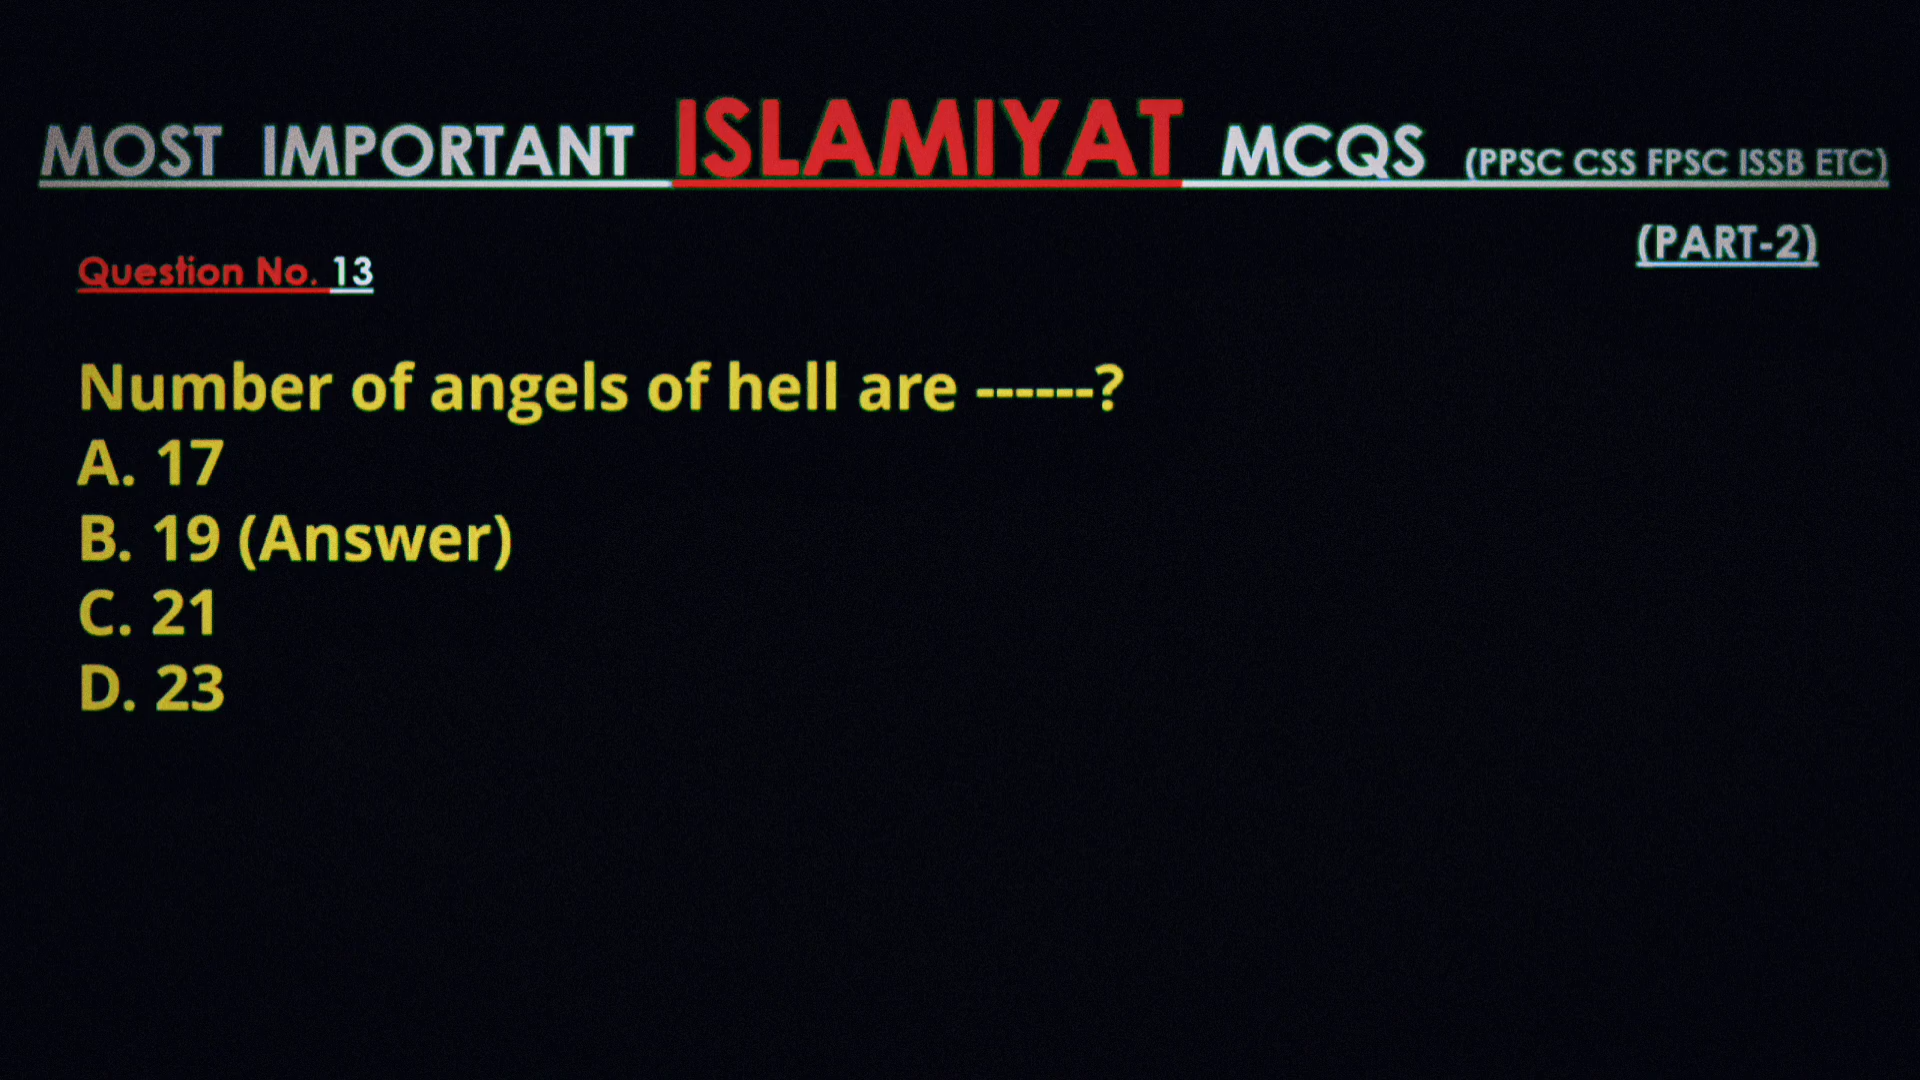 MOST IMPORTANT ISLAMIYAT MCQS (PPSC CSS FPSC ISSB ETC)
(PART-2)
Question No. 13
Number of angels of hell are ------?
A. 17
B. 19 (Answer)
C. 21
D. 23